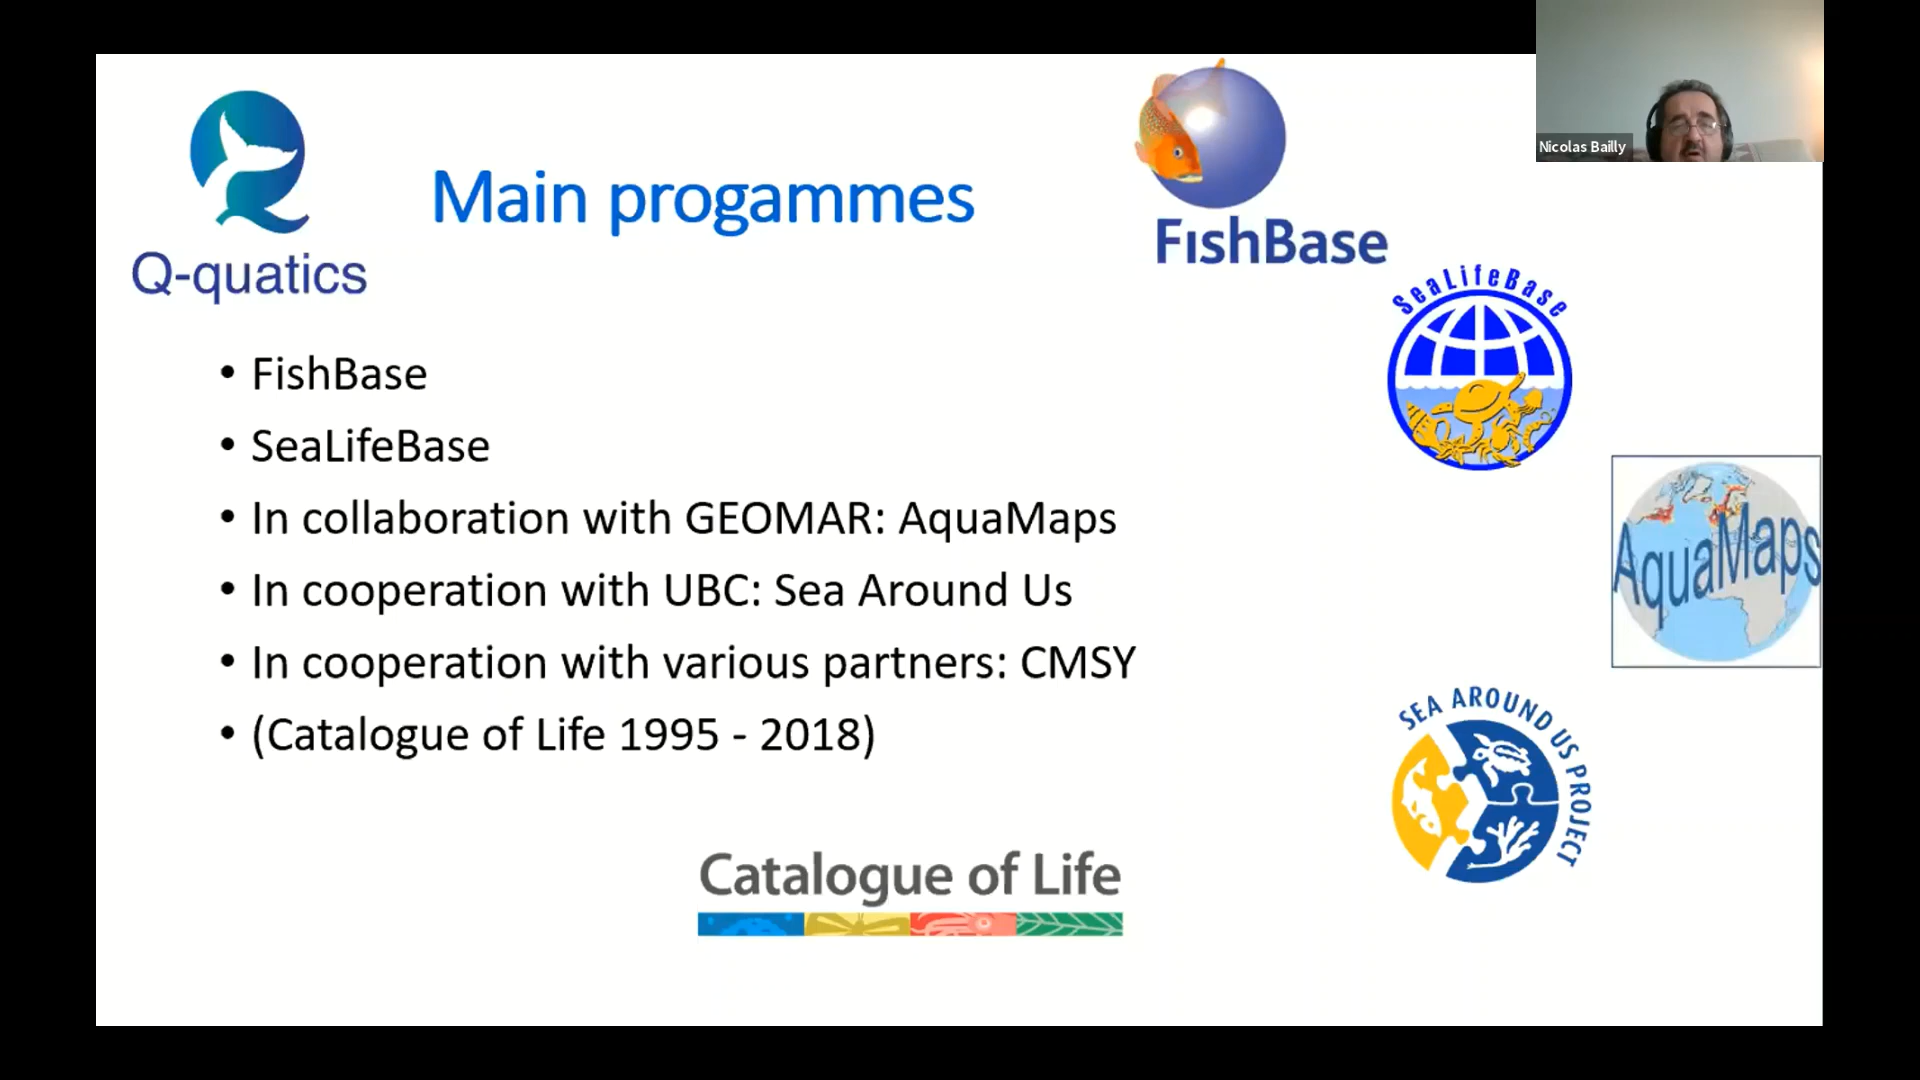 Q-quatics
Main progammes
FishBase
Nicolas Bailly
SeaLifeBase
• FishBase
• SeaLifeBase
• In collaboration with GEOMAR: AquaMaps
• In cooperation with UBC: Sea Around Us
• In cooperation with various partners: CMSY
• (Catalogue of Life 1995 - 2018)
AquaMaps
SEA AROUND US PROJECT
Catalogue of Life